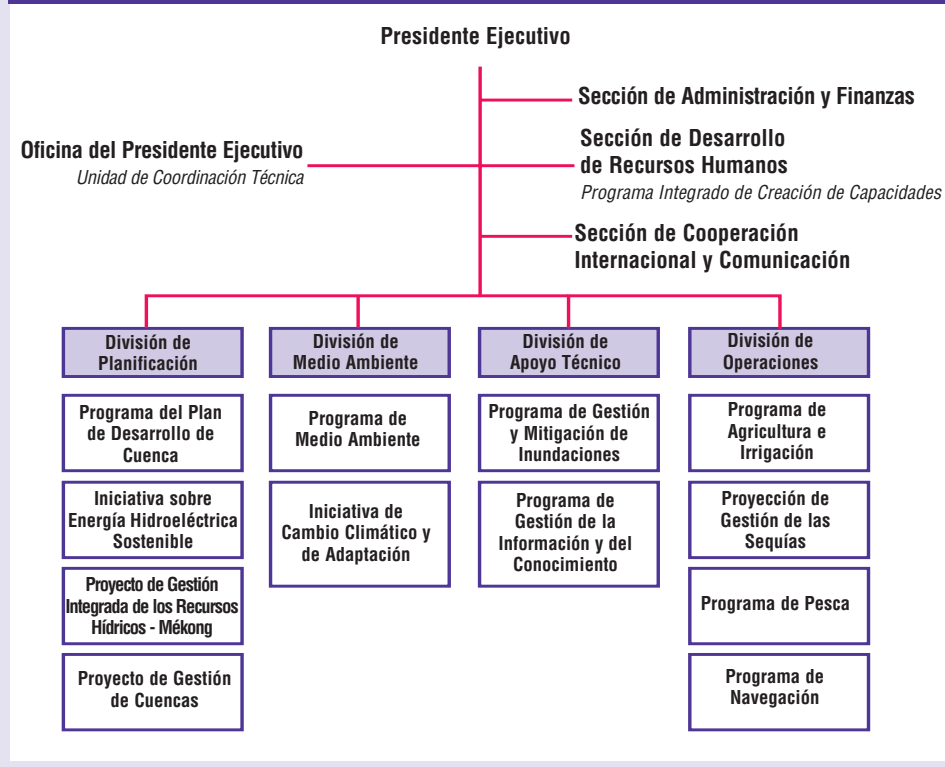 Presidente Ejecutivo
Sección de Administración y Finanzas
Oficina del Presidente Ejecutivo
Unidad de Coordinación Técnica
Sección de Desarrollo
de Recursos Humanos
Programa Integrado de Creación de Capacidades
Sección de Cooperación
Internacional y Comunicación
División de
Planificación
División de
Medio Ambiente
División de
Apoyo Técnico
División de
Operaciones
Programa del Plan
de Desarrollo de
Cuenca
Programa de
Medio Ambiente
Programa de Gestión
y Mitigación de
Inundaciones
Programa de
Agricultura e
Irrigación
Iniciativa sobre
Energía Hidroeléctrica
Sostenible
Iniciativa de
Cambio Climático y
de Adaptación
Programa de
Gestión de la
Información y del
Conocimiento
Proyección de
Gestión de las
Sequías
Proyecto de Gestión
Integrada de los Recursos
Hídricos - Mékong
Programa de Pesca
Proyecto de Gestión
de Cuencas
Programa de
Navegación